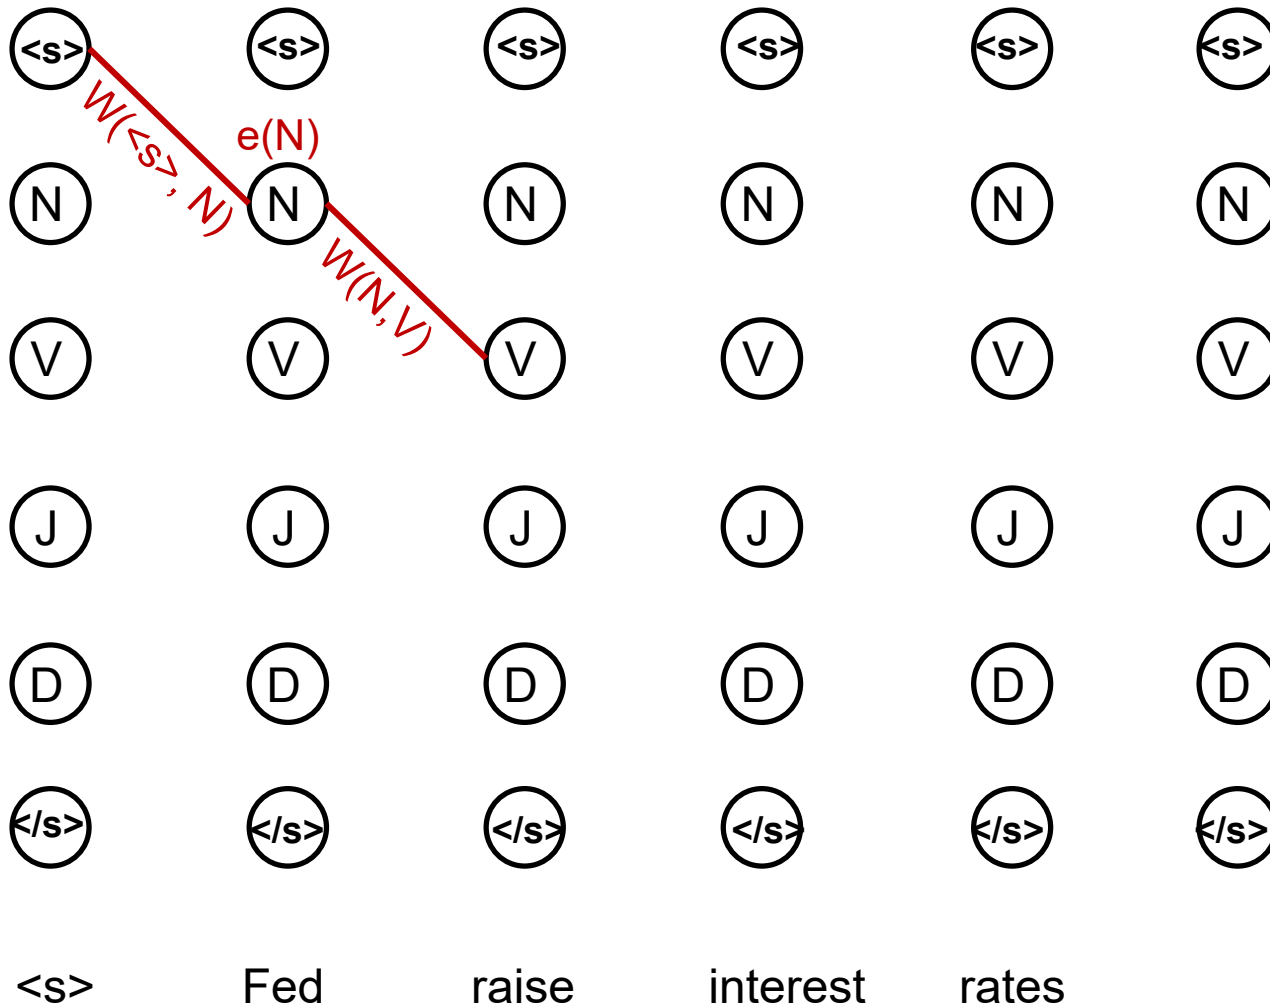 <s> <s> <s> <s> <s> <s>
W(<s>, N)
e(N)
N N N N N N
W(N,V)
V V V V V V
J J J J J J
D D D D D D
</s> </s> </s> </s> </s> </s>
<s> Fed raise interest rates